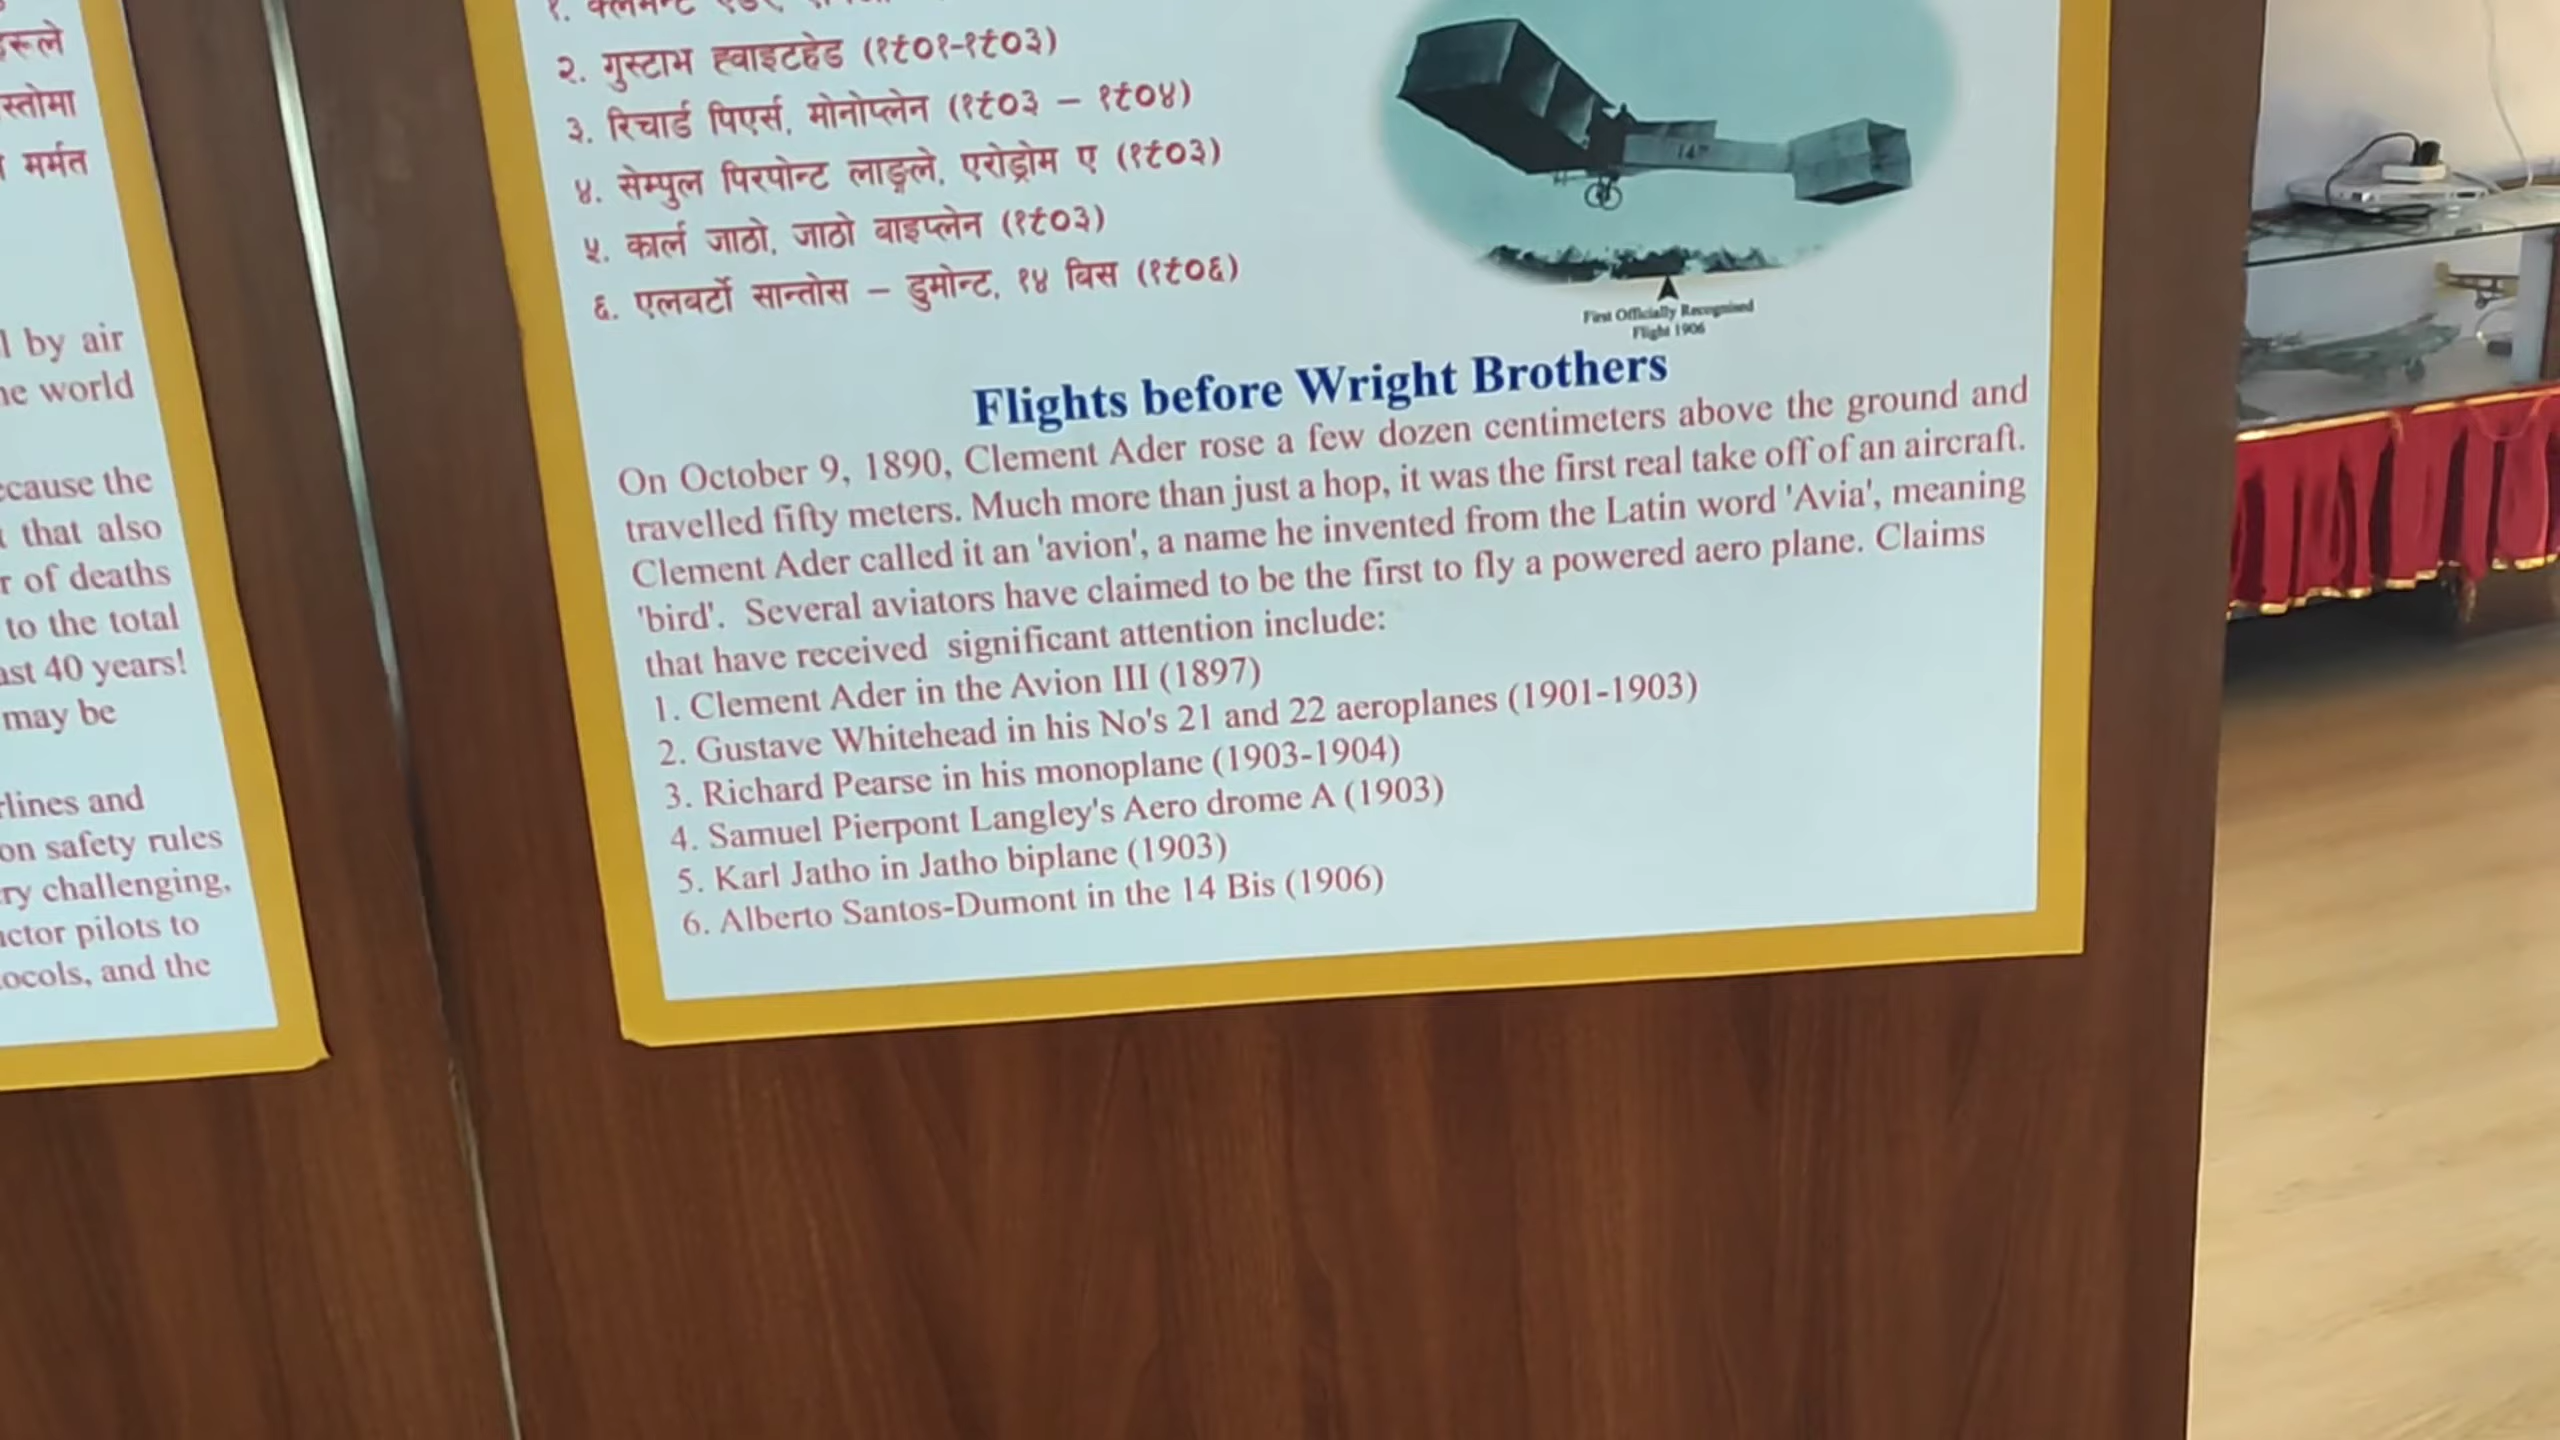 स्तोमा
मर्मत
by air
world
because the
that also
of deaths
to the total
40 years!
may be
and
on safety rules
challenging,
pilots to
and the
२. गुस्टाभ ह्वाइटहेड (१९०१-१९०३)
३. रिचार्ड पिएर्स, मोनोप्लेन (१९०३ – १९०४)
४. सेम्पुल पिरपोन्ट लाङ्गले, एरोड्रोम ए (१९०३)
५. कार्ल जाठो, जाठो वाइप्लेन (१९०३)
६. एलबर्टो सान्तोस – डुमोन्ट, १४ बिस (१९०६)
147
First Officially Recognised
Flight 1906
Flights before Wright Brothers
On October 9, 1890, Clement Ader rose a few dozen centimeters above the ground and
travelled fifty meters. Much more than just a hop, it was the first real take off of an aircraft.
Clement Ader called it an 'avion', a name he invented from the Latin word 'Avia', meaning
'bird'. Several aviators have claimed to be the first to fly a powered aero plane. Claims
that have received significant attention include:
1. Clement Ader in the Avion III (1897)
2. Gustave Whitehead in his No's 21 and 22 aeroplanes (1901-1903)
3. Richard Pearse in his monoplane (1903-1904)
4. Samuel Pierpont Langley's Aero drome A (1903)
5. Karl Jatho in Jatho biplane (1903)
6. Alberto Santos-Dumont in the 14 Bis (1906)